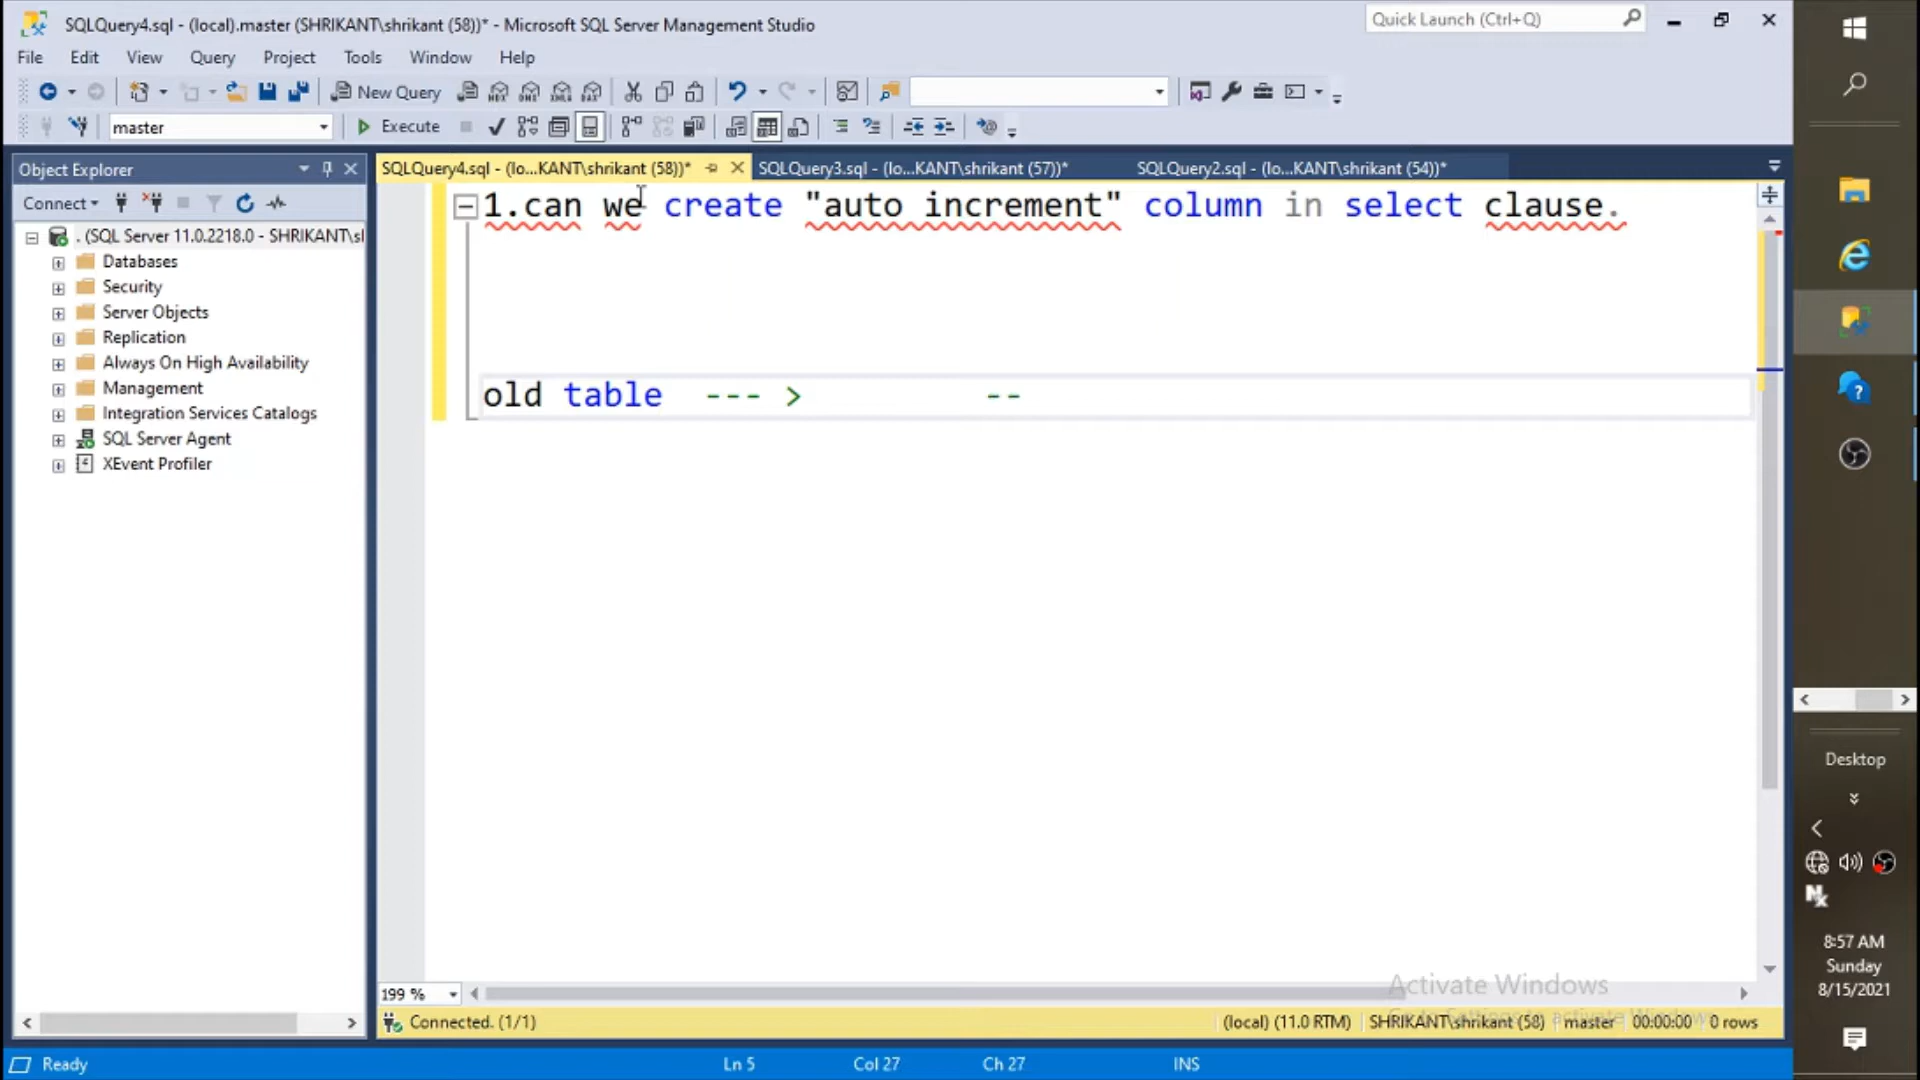 SQLQuery4.sql - (local).master (SHRIKANT\shrikant (58))* - Microsoft SQL Server Management Studio
Quick Launch (Ctrl+Q)
File Edit View Query Project Tools Window Help
New Query
master Execute
Object Explorer
SQLQuery4.sql - (lo...KANT\shrikant (58))* SQLQuery3.sql - (lo...KANT\shrikant (57))* SQLQuery2.sql - (lo...KANT\shrikant (54))*
Connect
. (SQL Server 11.0.2218.0 - SHRIKANT\sl
Databases
Security
Server Objects
Replication
Always On High Availability
Management
Integration Services Catalogs
SQL Server Agent
XEvent Profiler
1.can we create "auto increment" column in select clause.
old table --- > --
199 %
Activate Windows
Go to Settings to activate Windows.
Connected. (1/1)
(local) (11.0 RTM) SHRIKANT\shrikant (58) master 00:00:00 0 rows
Ready Ln 5 Col 27 Ch 27 INS
Desktop
8:57 AM
Sunday
8/15/2021